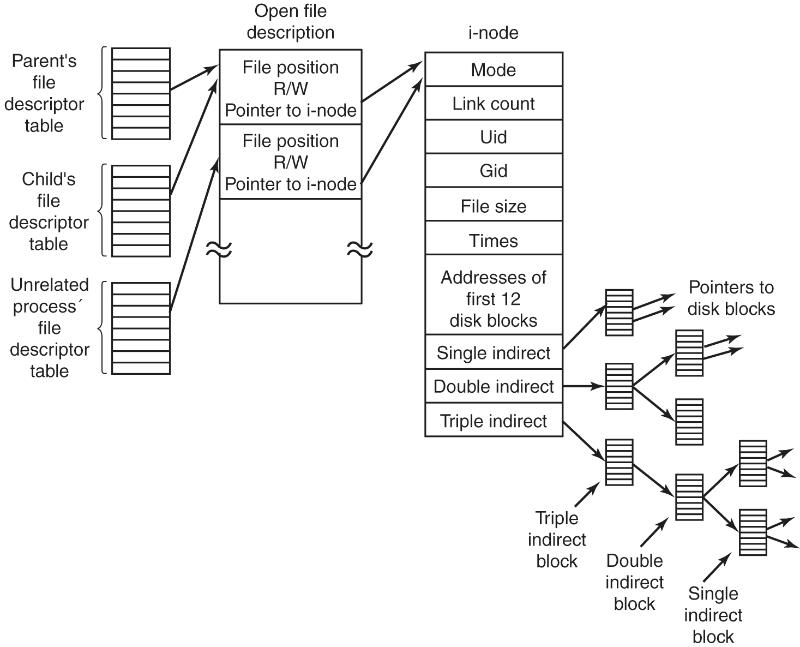 Parent's
file
descriptor
table
Child's
file
descriptor
table
Unrelated
process´
file
descriptor
table
Open file
description
File position
R/W
Pointer to i-node
File position
R/W
Pointer to i-node
i-node
Mode
Link count
Uid
Gid
File size
Times
Addresses of
first 12
disk blocks
Single indirect
Double indirect
Triple indirect
Pointers to
disk blocks
Triple
indirect
block
Double
indirect
block
Single
indirect
block